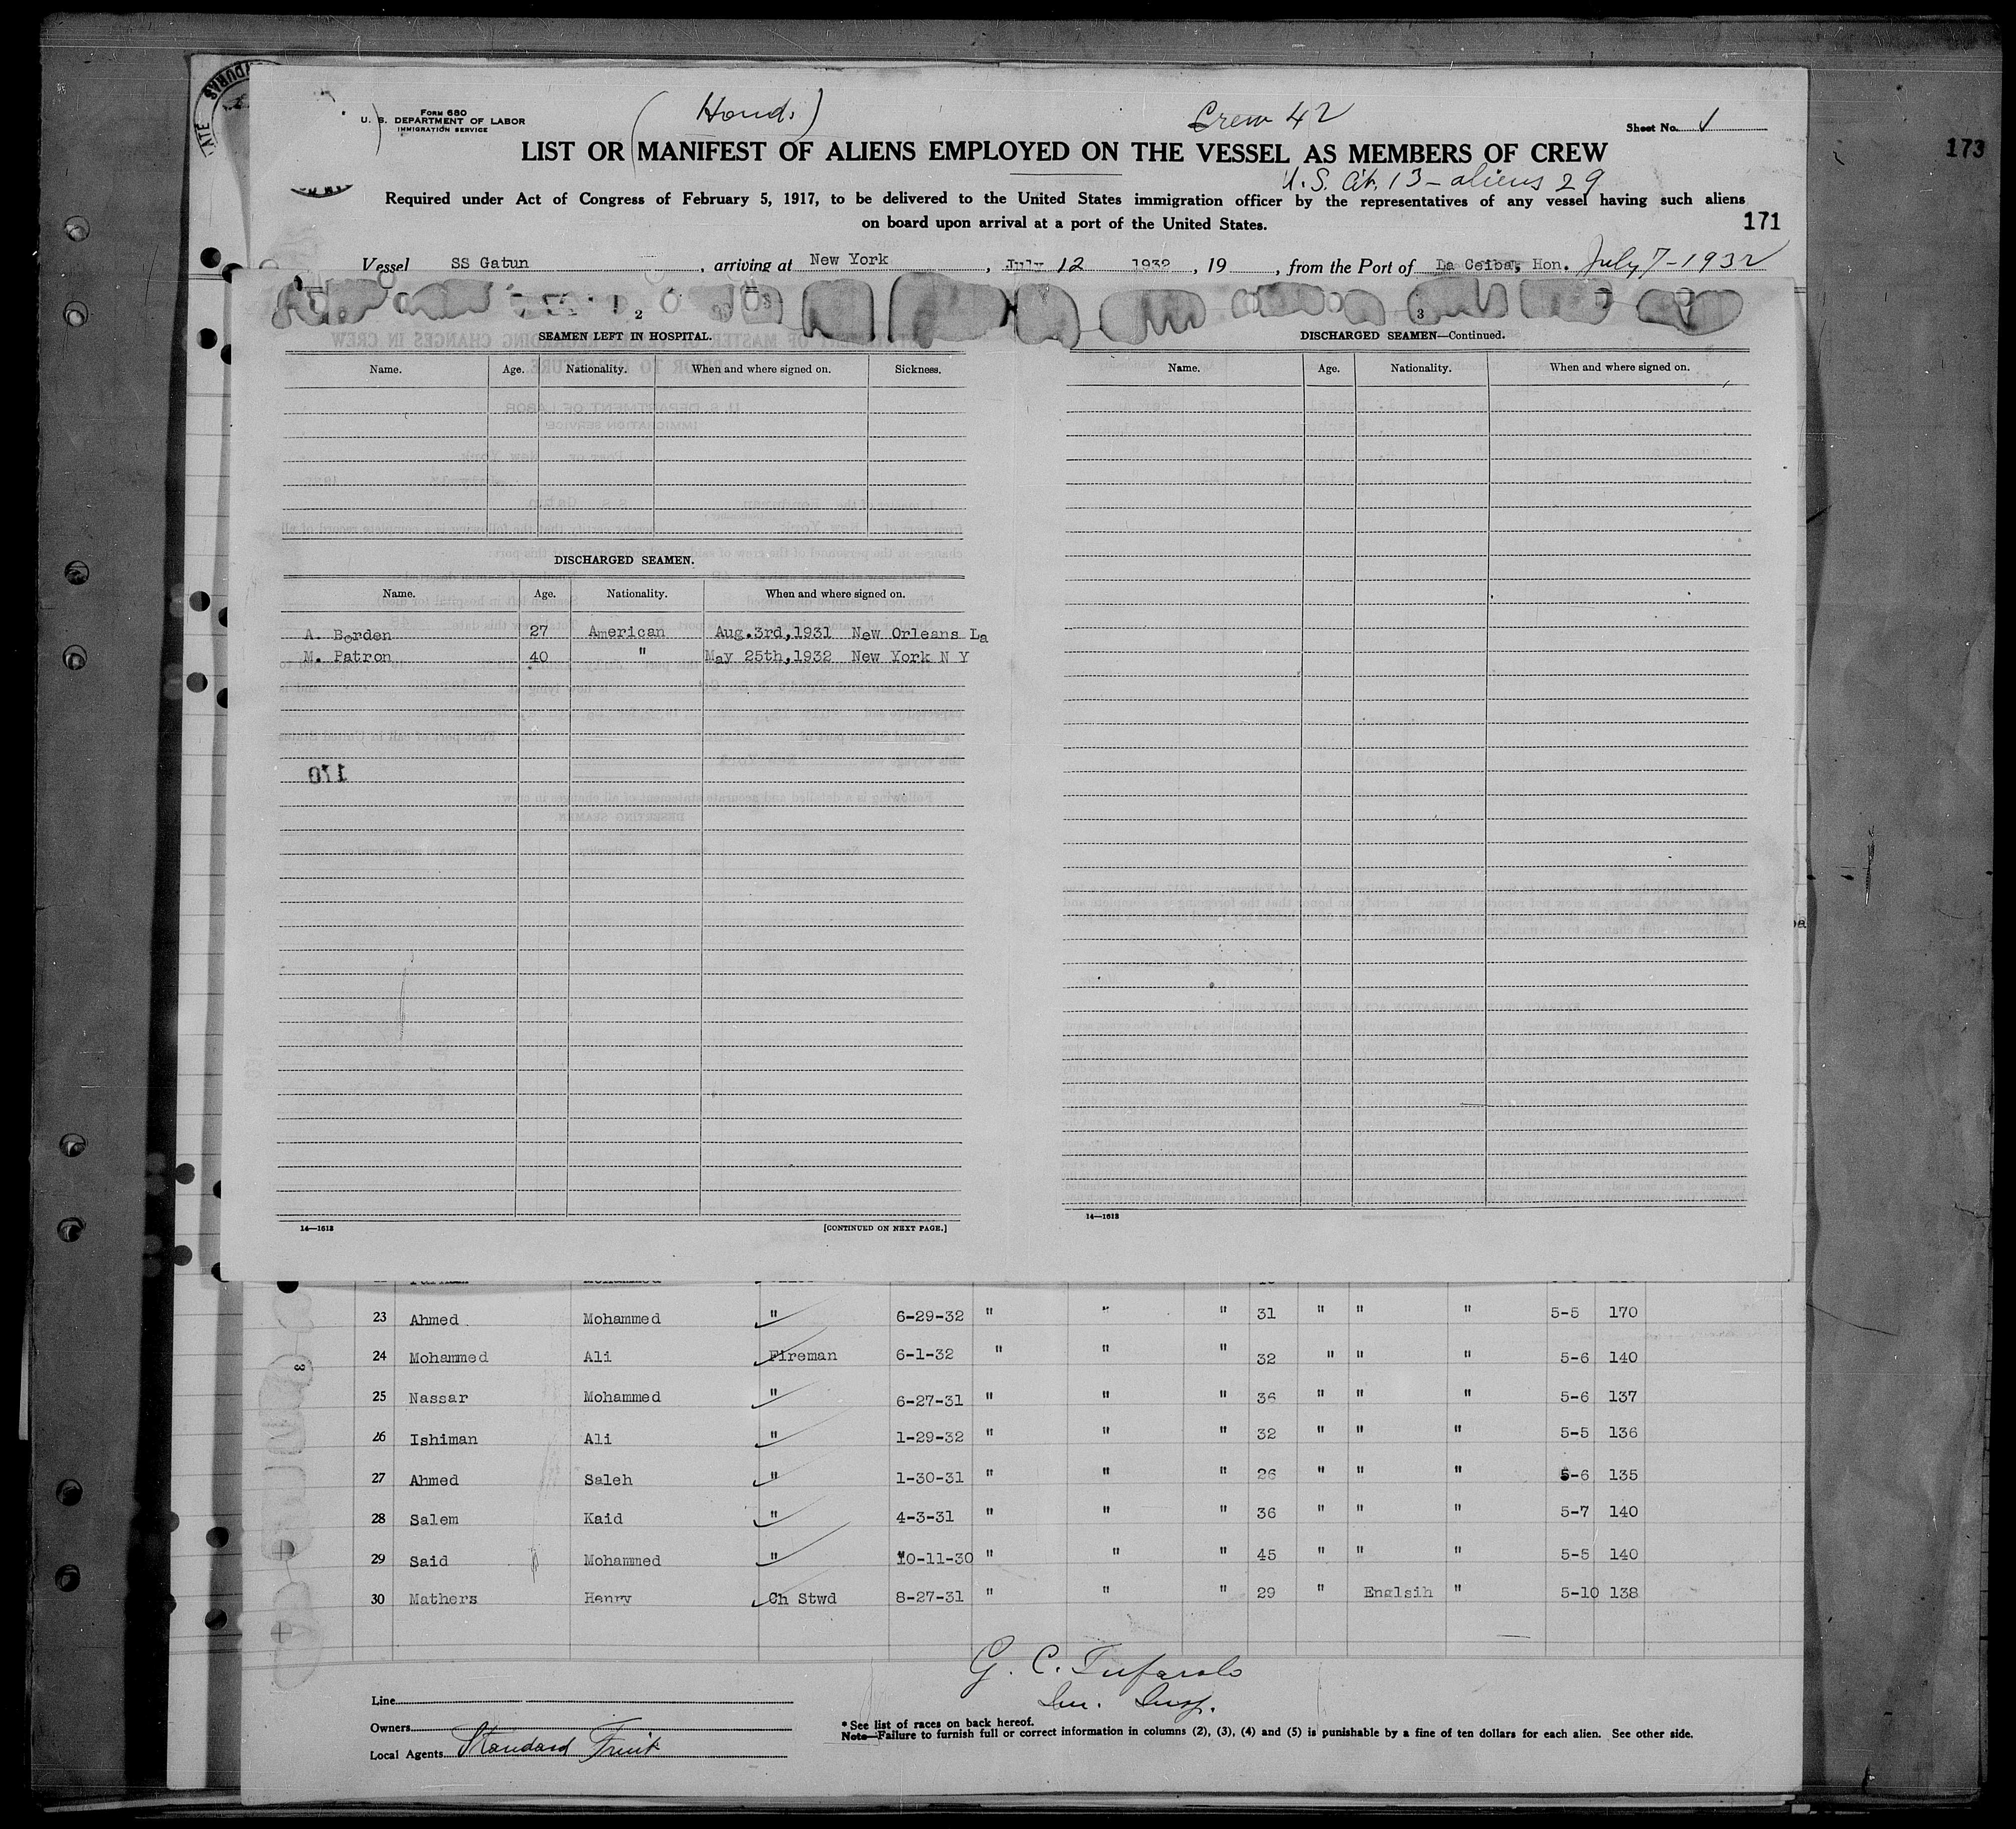 Form 680
U. S. DEPARTMENT OF LABOR
IMMIGRATION SERVICE
(Hond.)
Crew 42
Sheet No. 1
173
LIST OR MANIFEST OF ALIENS EMPLOYED ON THE VESSEL AS MEMBERS OF CREW
U.S. Cit. 13 - aliens 29
Required under Act of Congress of February 5, 1917, to be delivered to the United States immigration officer by the representatives of any vessel having such aliens
on board upon arrival at a port of the United States.
171
Vessel SS Gatun, arriving at New York, July 12 1932, 19, from the Port of La Ceiba, Hon. July 7-1932
2
SEAMEN LEFT IN HOSPITAL.
Name. Age. Nationality. When and where signed on. Sickness.
DISCHARGED SEAMEN.
Name. Age. Nationality. When and where signed on.
A. Borden 27 American Aug.3rd,1931 New Orleans La
M. Patron 40 " May 25th,1932 New York N Y
170
14—1613
[CONTINUED ON NEXT PAGE.]
3
DISCHARGED SEAMEN—Continued.
Name. Age. Nationality. When and where signed on.
14—1613
23 Ahmed Mohammed " 6-29-32 " " " 31 " " " 5-5 170
24 Mohammed Ali Fireman 6-1-32 " " " 32 " " " 5-6 140
25 Nassar Mohammed " 6-27-31 " " " 36 " " " 5-6 137
26 Ishiman Ali " 1-29-32 " " " 32 " " " 5-5 136
27 Ahmed Saleh " 1-30-31 " " " 26 " " " 5-6 135
28 Salem Kaid " 4-3-31 " " " 36 " " " 5-7 140
29 Said Mohammed " 10-11-30 " " " 45 " " " 5-5 140
30 Mathers Henry Ch Stwd 8-27-31 " " " 29 " Englsih " 5-10 138
G. C. Tufarolo
Im. Insp.
Line
Owners
Local Agents Standard Fruit
* See list of races on back hereof.
Note—Failure to furnish full or correct information in columns (2), (3), (4) and (5) is punishable by a fine of ten dollars for each alien. See other side.